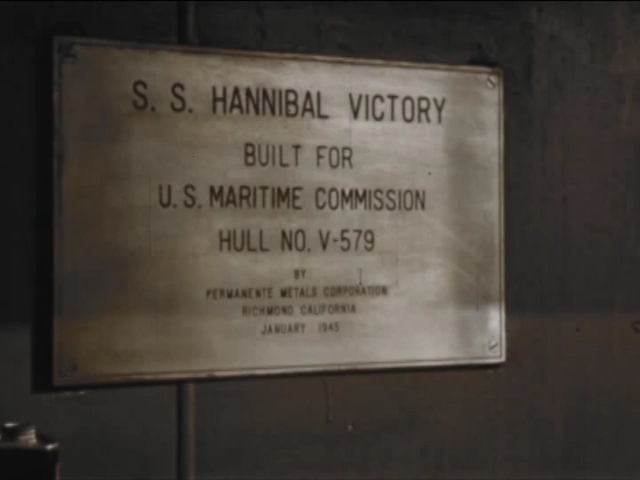 S. S. HANNIBAL VICTORY
BUILT FOR
U. S. MARITIME COMMISSION
HULL NO. V-579
BY
PERMANENTE METALS CORPORATION
RICHMOND CALIFORNIA
JANUARY 1945